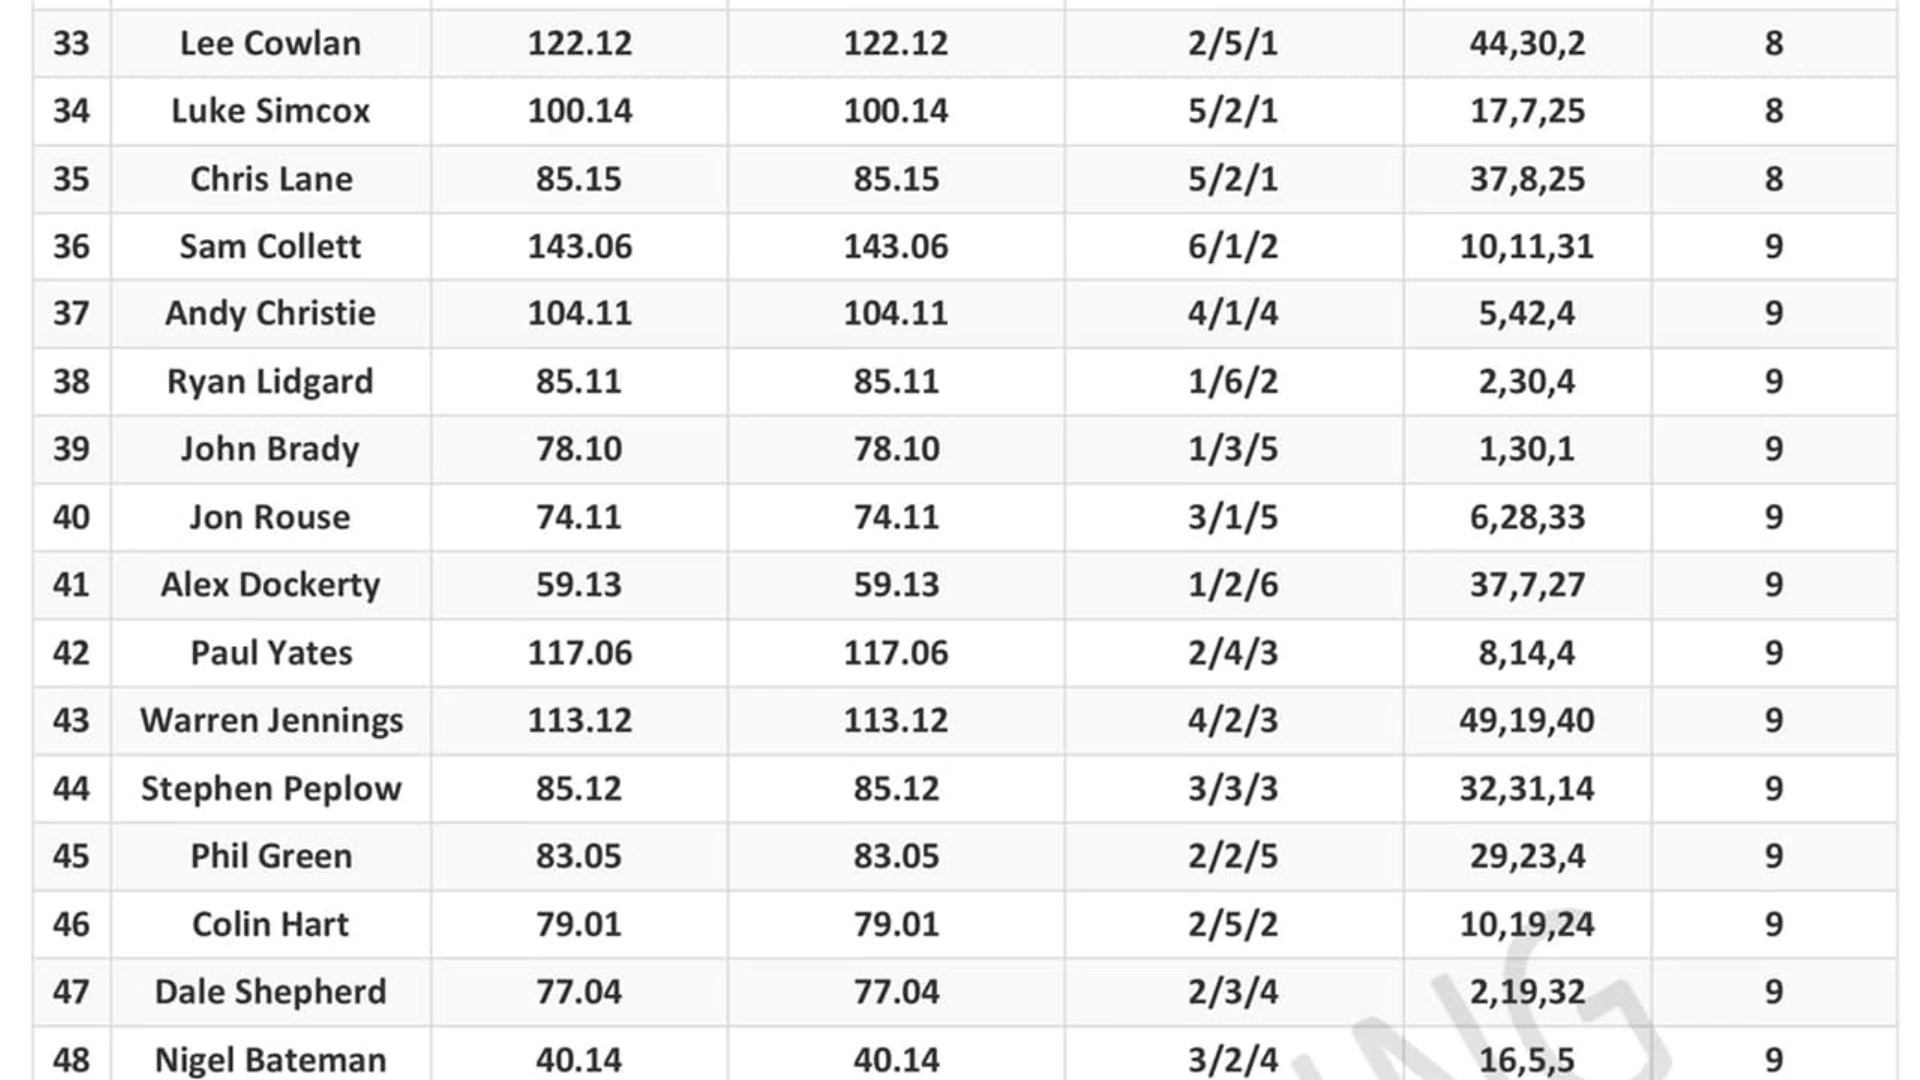 33 Lee Cowlan 122.12 122.12 2/5/1 44,30,2 8
34 Luke Simcox 100.14 100.14 5/2/1 17,7,25 8
35 Chris Lane 85.15 85.15 5/2/1 37,8,25 8
36 Sam Collett 143.06 143.06 6/1/2 10,11,31 9
37 Andy Christie 104.11 104.11 4/1/4 5,42,4 9
38 Ryan Lidgard 85.11 85.11 1/6/2 2,30,4 9
39 John Brady 78.10 78.10 1/3/5 1,30,1 9
40 Jon Rouse 74.11 74.11 3/1/5 6,28,33 9
41 Alex Dockerty 59.13 59.13 1/2/6 37,7,27 9
42 Paul Yates 117.06 117.06 2/4/3 8,14,4 9
43 Warren Jennings 113.12 113.12 4/2/3 49,19,40 9
44 Stephen Peplow 85.12 85.12 3/3/3 32,31,14 9
45 Phil Green 83.05 83.05 2/2/5 29,23,4 9
46 Colin Hart 79.01 79.01 2/5/2 10,19,24 9
47 Dale Shepherd 77.04 77.04 2/3/4 2,19,32 9
48 Nigel Bateman 40.14 40.14 3/2/4 16,5,5 9